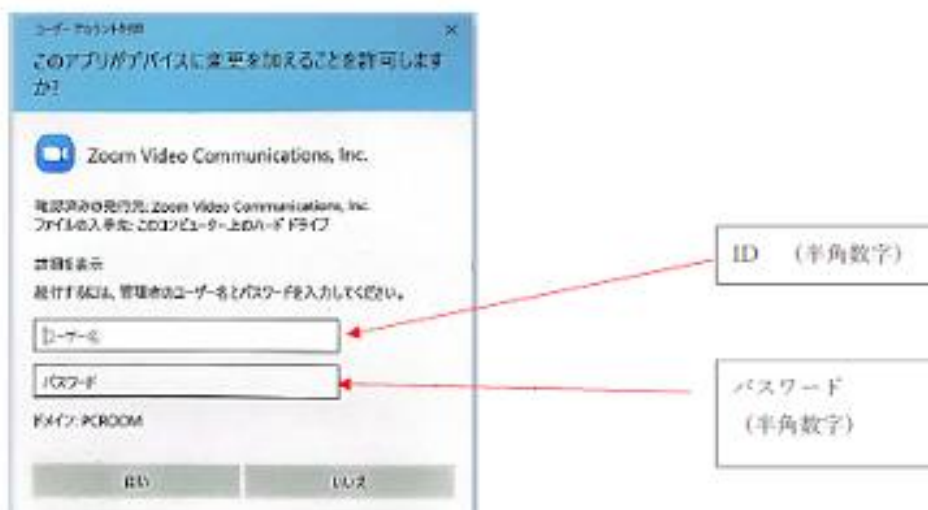 ユーザー アカウント制御
このアプリがデバイスに変更を加えることを許可します
か?
Zoom Video Communications, Inc.
確認済みの発行元: Zoom Video Communications, Inc.
ファイルの入手先: このコンピューター上のハード ドライブ
詳細を表示
続行するには、管理者のユーザー名とパスワードを入力してください。
ユーザー名
パスワード
ドメイン: PCROOM
はい
いいえ
ID (半角数字)
パスワード
(半角数字)